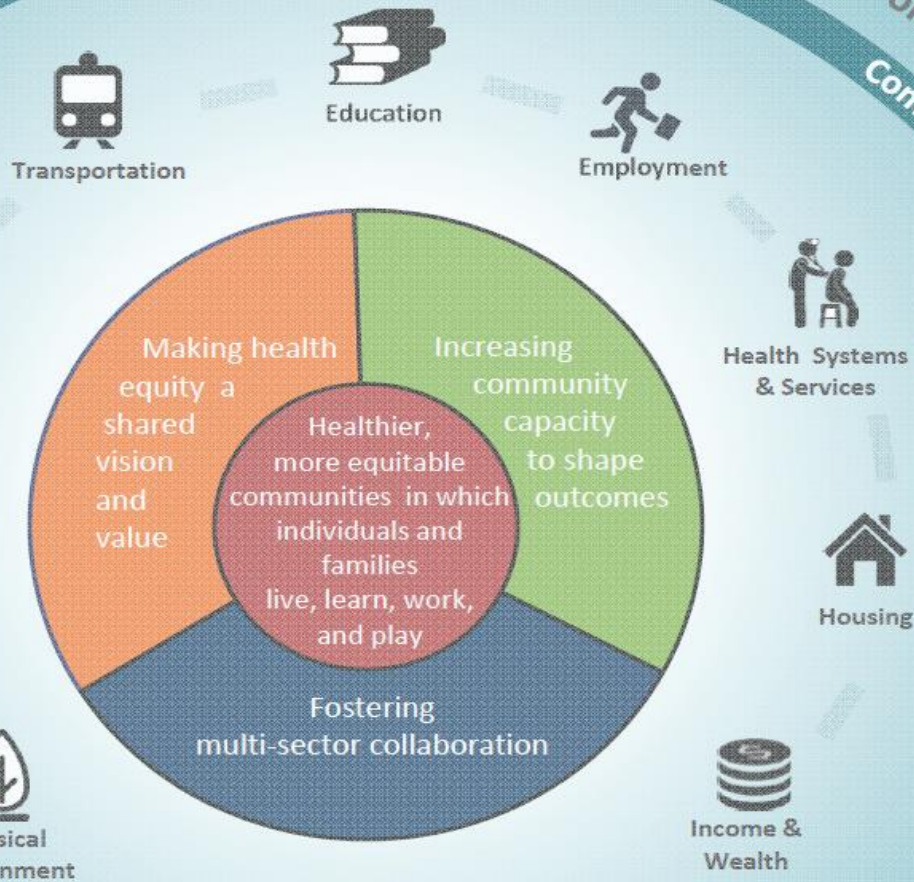 Education
Transportation
Employment
Health Systems
& Services
Housing
Income &
Wealth
Making health
equity a
shared
vision
and
value
Increasing
community
capacity
to shape
outcomes
Healthier,
more equitable
communities in which
individuals and
families
live, learn, work,
and play
Fostering
multi-sector collaboration